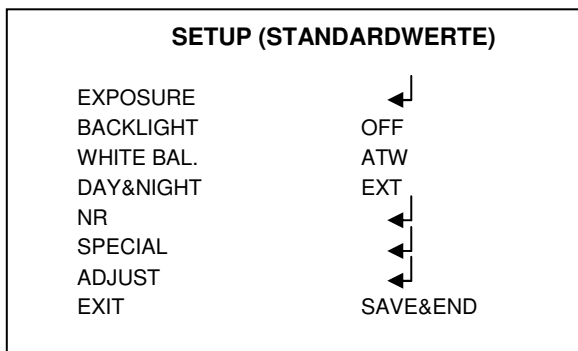 SETUP (STANDARDWERTE)
EXPOSURE ↵
BACKLIGHT OFF
WHITE BAL. ATW
DAY&NIGHT EXT
NR ↵
SPECIAL ↵
ADJUST ↵
EXIT SAVE&END